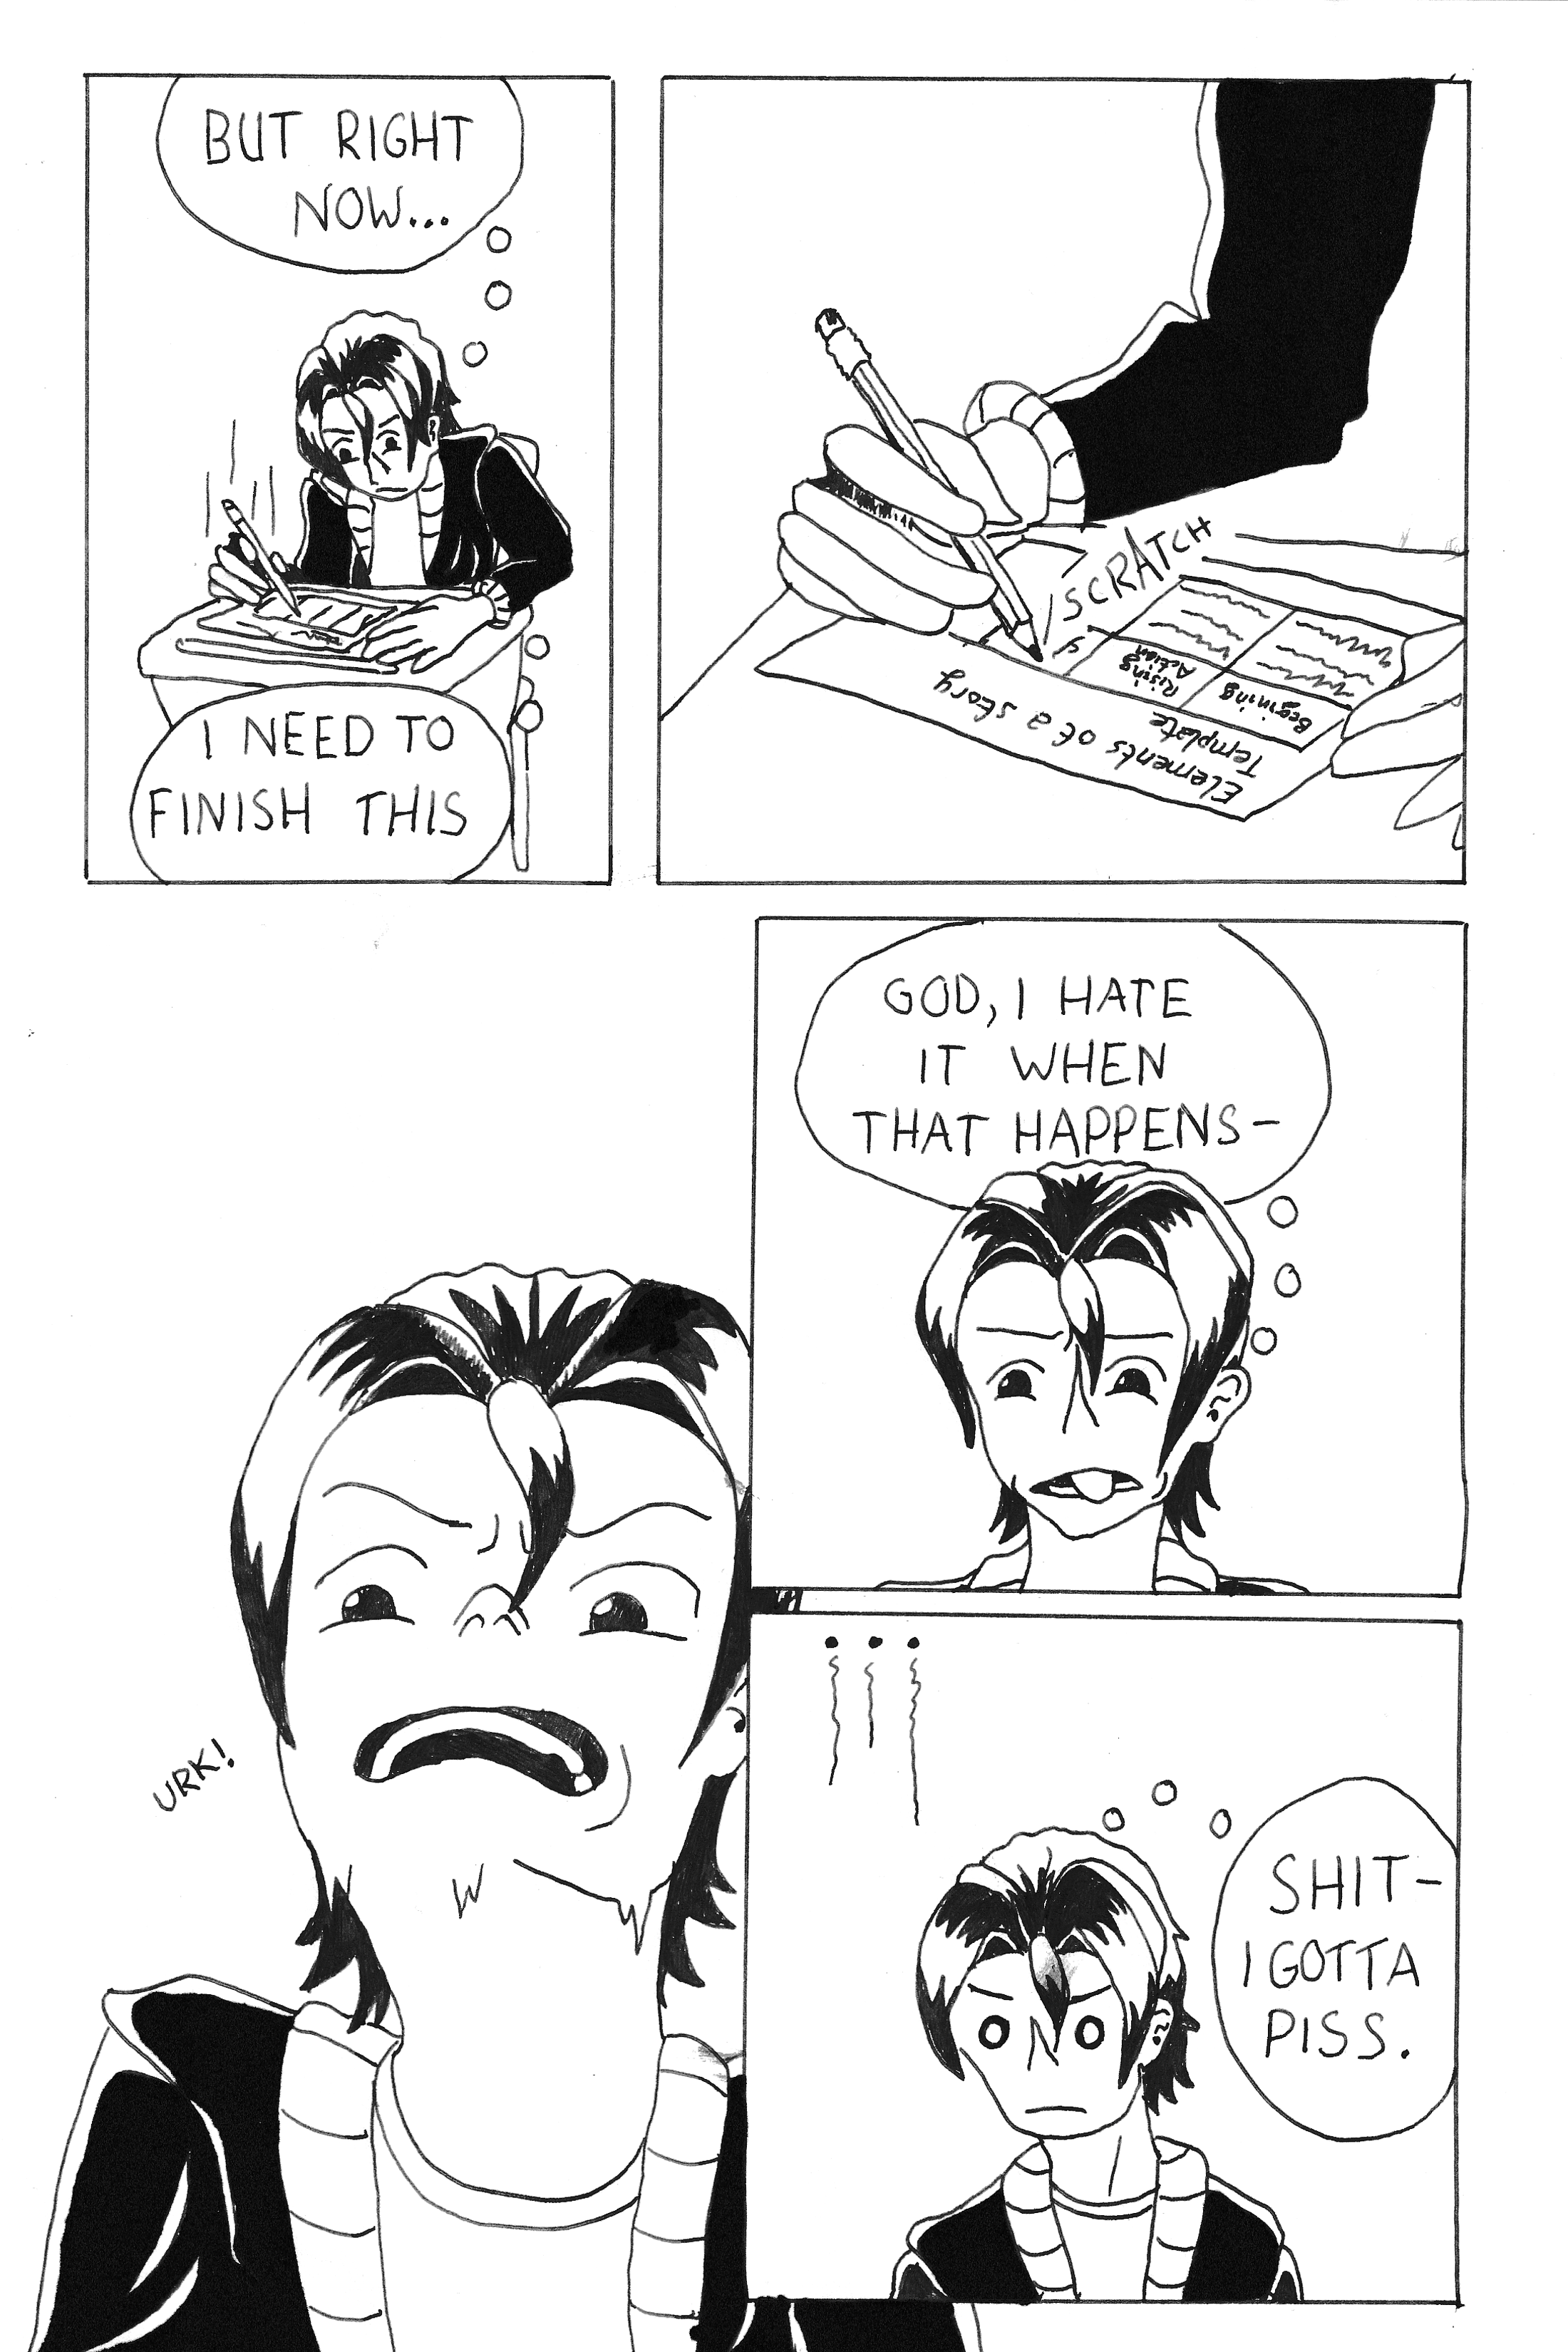 BUT RIGHT
NOW...
I NEED TO
FINISH THIS
SCRATCH
Elements of a story
Template
Beginning
Rising
Action
URK!
GOD, I HATE
IT WHEN
THAT HAPPENS-
SHIT-
I GOTTA
PISS.